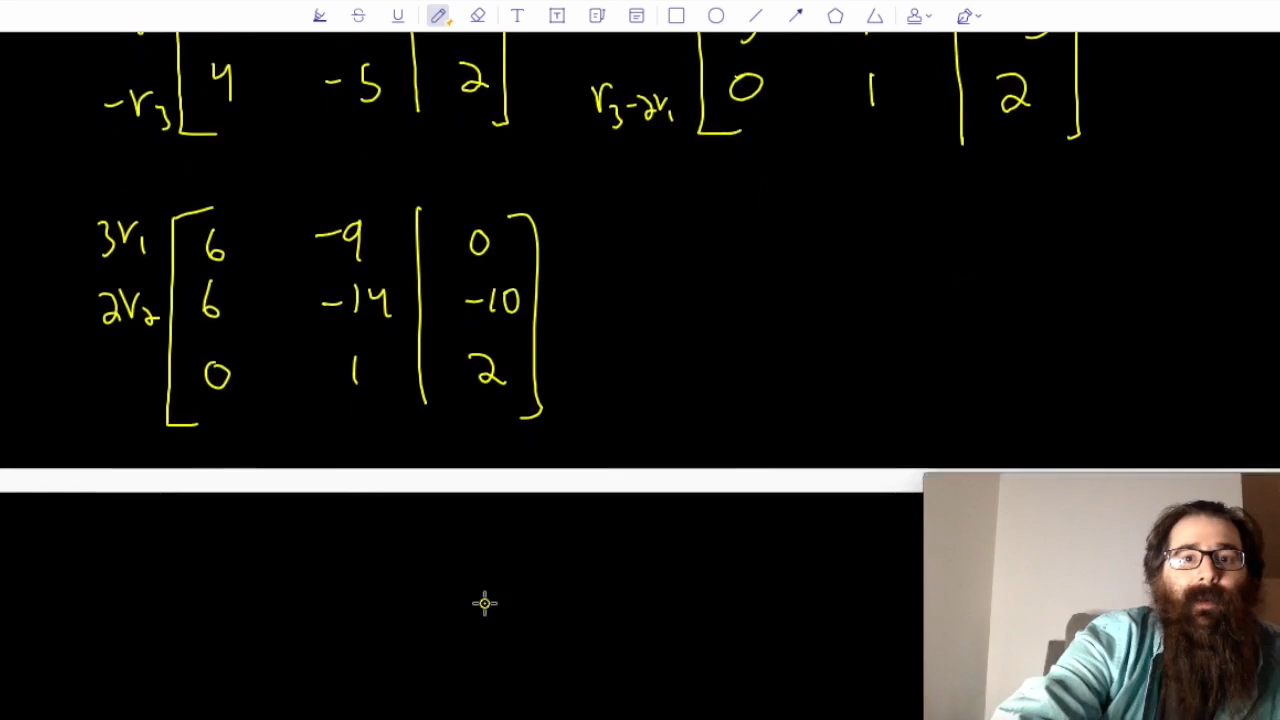 -r3 [ 4 -5 | 2 ]
r3-2r1 [ 0 1 | 2 ]
3r1 [ 6 -9 | 0 ]
2r2 [ 6 -14 | -10 ]
[ 0 1 | 2 ]